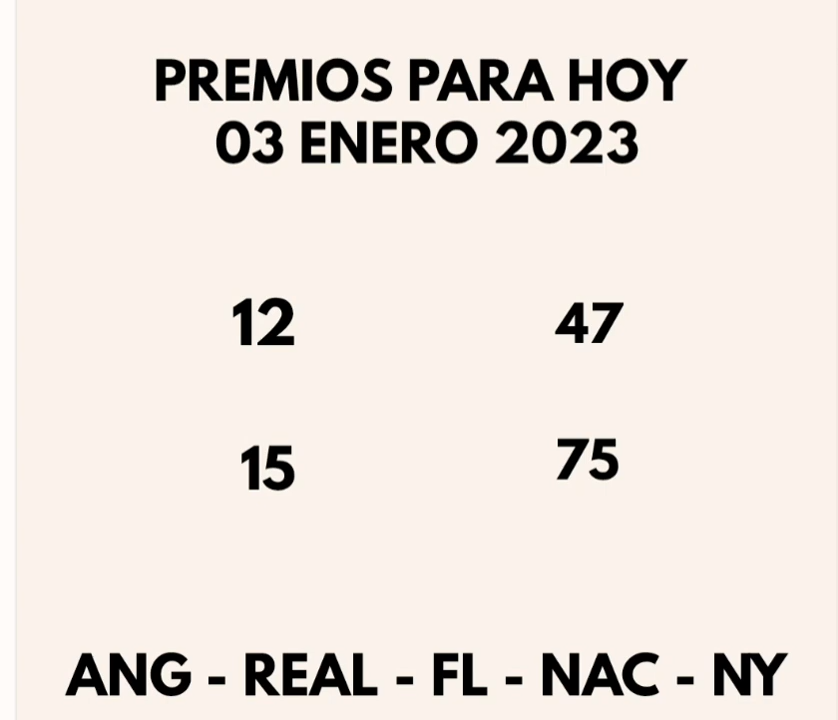 PREMIOS PARA HOY
03 ENERO 2023
12 47
15 75
ANG - REAL - FL - NAC - NY